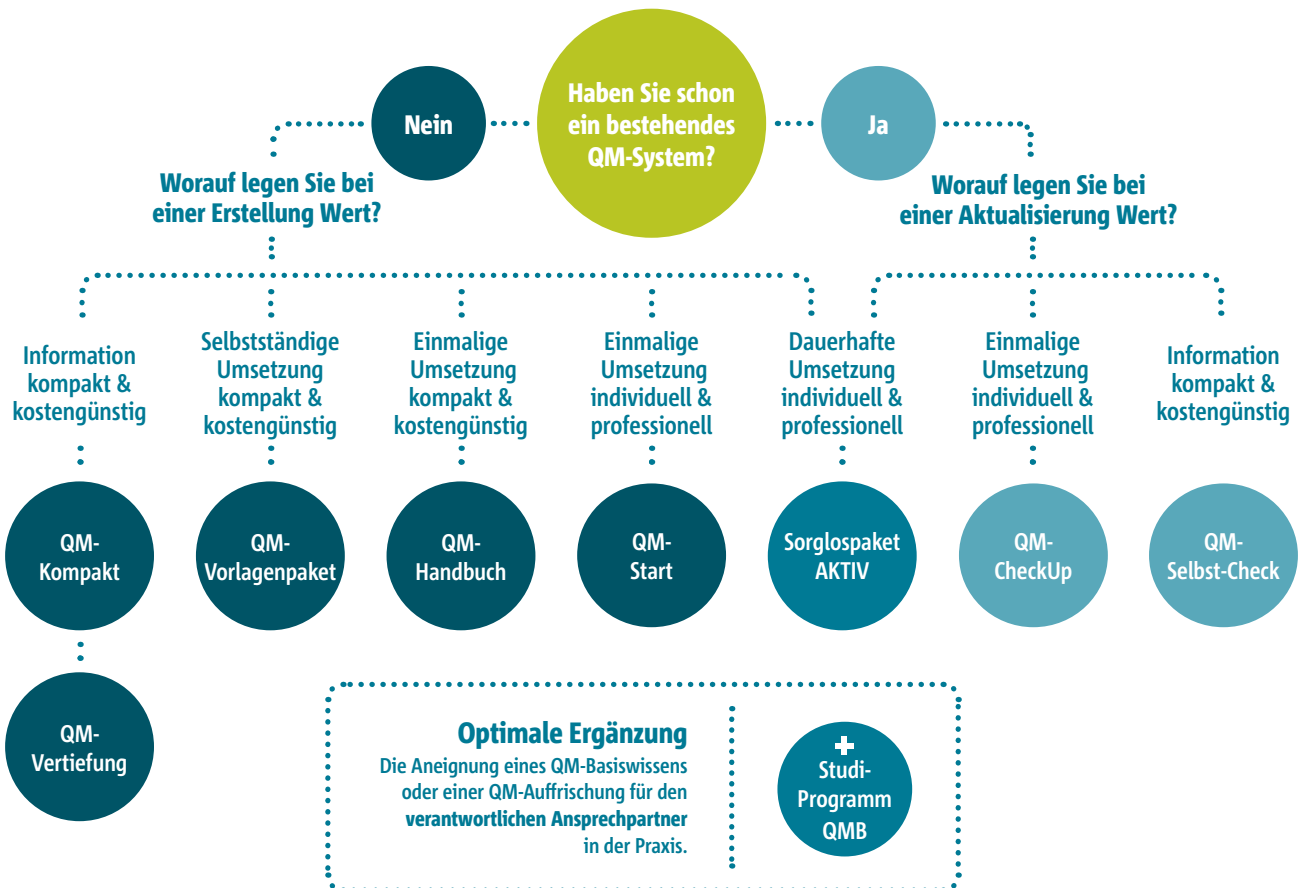 Haben Sie schon
ein bestehendes
QM-System?
Nein
Ja
Worauf legen Sie bei
einer Erstellung Wert?
Worauf legen Sie bei
einer Aktualisierung Wert?
Information
kompakt &
kostengünstig
Selbstständige
Umsetzung
kompakt &
kostengünstig
Einmalige
Umsetzung
kompakt &
kostengünstig
Einmalige
Umsetzung
individuell &
professionell
Dauerhafte
Umsetzung
individuell &
professionell
Einmalige
Umsetzung
individuell &
professionell
Information
kompakt &
kostengünstig
QM-
Kompakt
QM-
Vorlagenpaket
QM-
Handbuch
QM-
Start
Sorglospaket
AKTIV
QM-
CheckUp
QM-
Selbst-Check
QM-
Vertiefung
Optimale Ergänzung
Die Aneignung eines QM-Basiswissens
oder einer QM-Auffrischung für den
verantwortlichen Ansprechpartner
in der Praxis.
+
Studi-
Programm
QMB